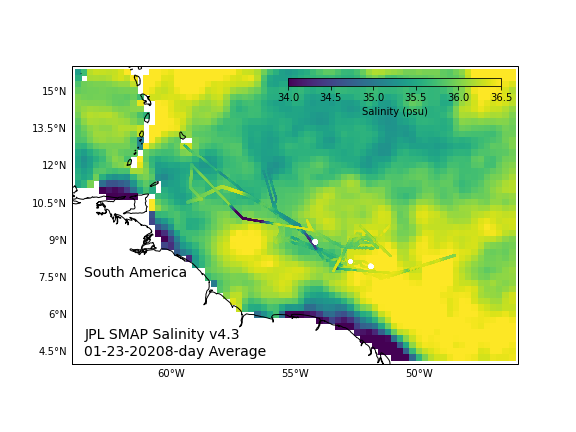 15°N
34.0 34.5 35.0 35.5 36.0 36.5
Salinity (psu)
13.5°N
12°N
10.5°N
9°N
7.5°N
South America
6°N
JPL SMAP Salinity v4.3
01-23-20208-day Average
4.5°N
60°W 55°W 50°W